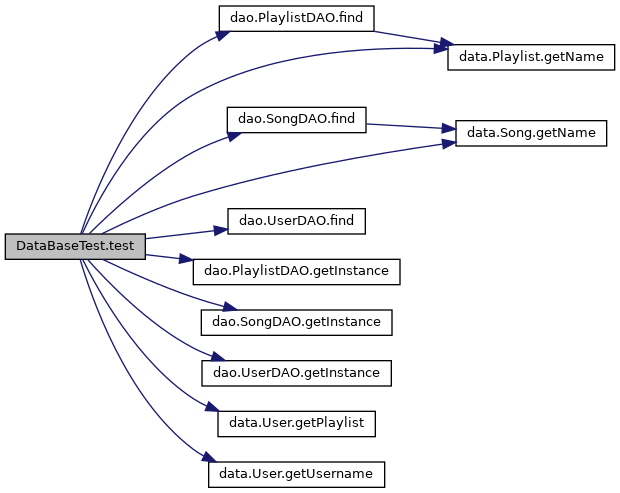 dao.PlaylistDAO.find
data.Playlist.getName
dao.SongDAO.find
data.Song.getName
dao.UserDAO.find
DataBaseTest.test
dao.PlaylistDAO.getInstance
dao.SongDAO.getInstance
dao.UserDAO.getInstance
data.User.getPlaylist
data.User.getUsername